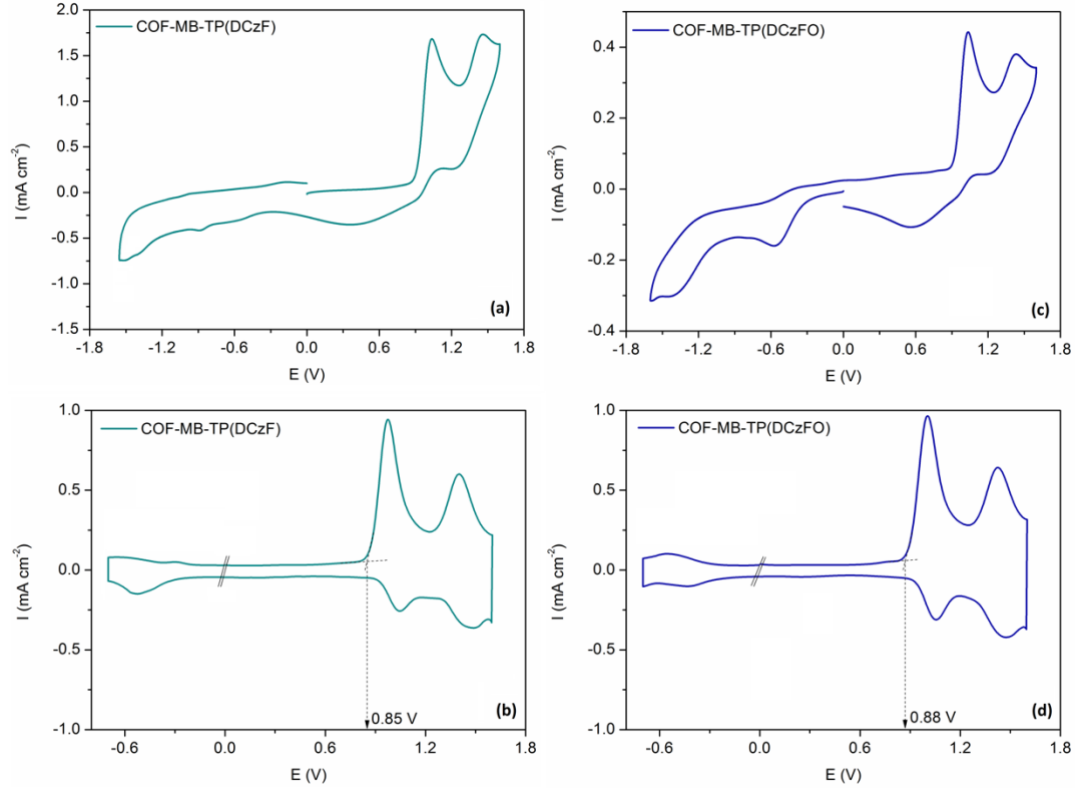 COF-MB-TP(DCzF)
2.0
1.5
1.0
0.5
0.0
-0.5
-1.0
-1.5
I (mA cm-2)
-1.8
-1.2
-0.6
0.0
0.6
1.2
1.8
E (V)
(a)
COF-MB-TP(DCzFO)
0.4
0.2
0.0
-0.2
-0.4
I (mA cm-2)
-1.8
-1.2
-0.6
0.0
0.6
1.2
1.8
E (V)
(c)
COF-MB-TP(DCzF)
1.0
0.5
0.0
-0.5
-1.0
I (mA cm-2)
0.85 V
(b)
-0.6
0.0
0.6
1.2
1.8
E (V)
COF-MB-TP(DCzFO)
1.0
0.5
0.0
-0.5
-1.0
I (mA cm-2)
0.88 V
(d)
-0.6
0.0
0.6
1.2
1.8
E (V)